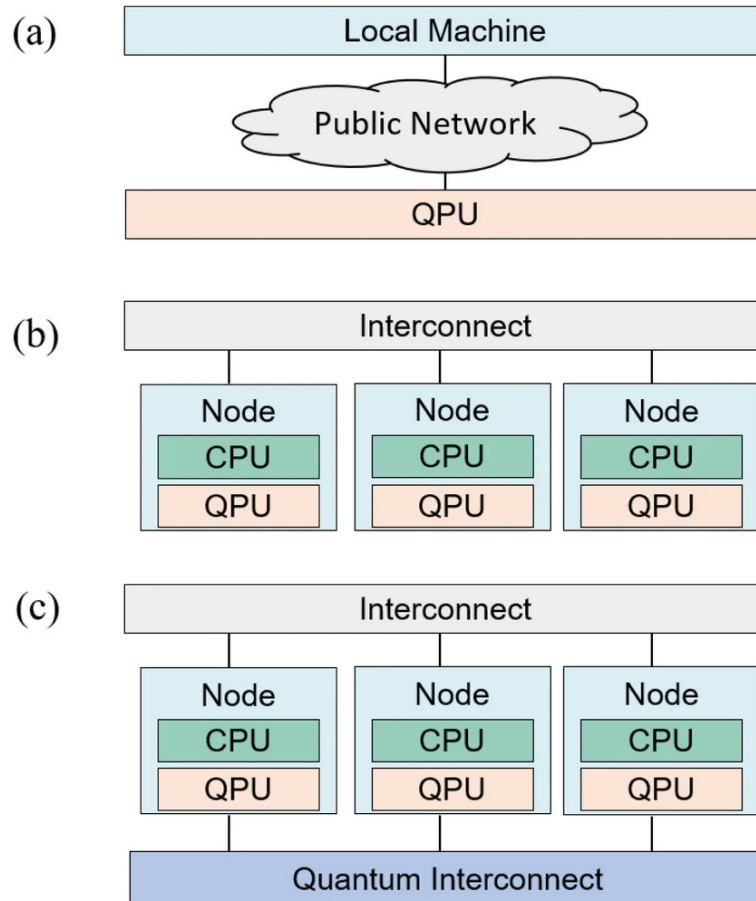 (a)
Local Machine
Public Network
QPU
(b)
Interconnect
Node Node Node
CPU CPU CPU
QPU QPU QPU
(c)
Interconnect
Node Node Node
CPU CPU CPU
QPU QPU QPU
Quantum Interconnect